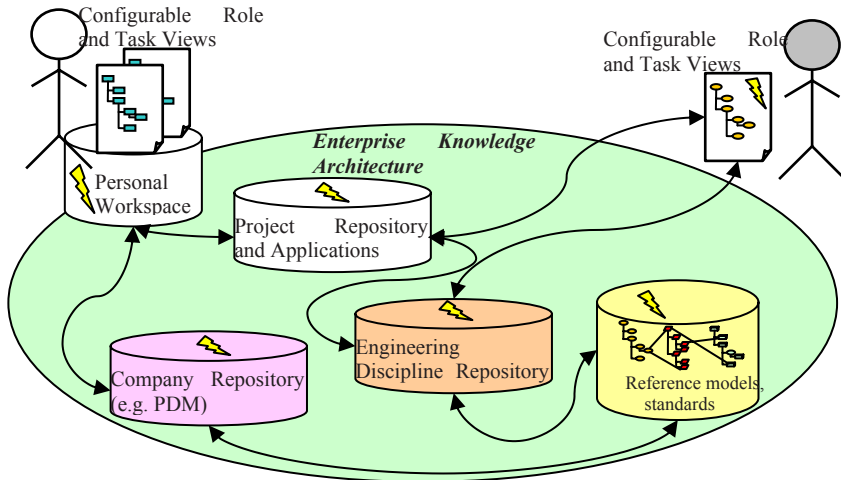 Configurable Role
and Task Views
Configurable Role
and Task Views
Enterprise Knowledge
Architecture
Personal
Workspace
Project Repository
and Applications
Engineering
Discipline Repository
Company Repository
(e.g. PDM)
Reference models,
standards